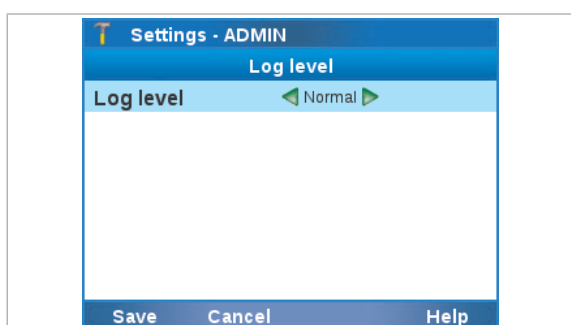 Settings - ADMIN
Log level
Log level Normal
Save Cancel Help